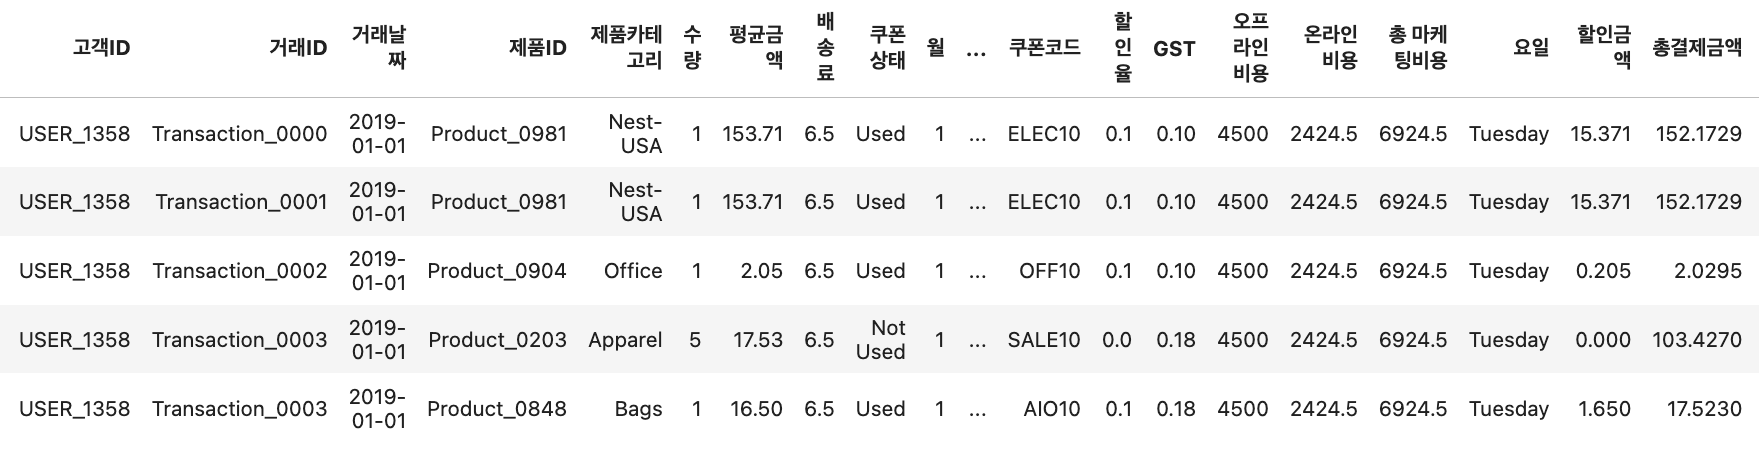 고객ID 거래ID 거래날짜 제품ID 제품카테고리 수량 평균금액 배송료 쿠폰상태 월 ... 쿠폰코드 할인율 GST 오프라인비용 온라인비용 총 마케팅비용 요일 할인금액 총결제금액
USER_1358 Transaction_0000 2019-01-01 Product_0981 Nest-USA 1 153.71 6.5 Used 1 ... ELEC10 0.1 0.10 4500 2424.5 6924.5 Tuesday 15.371 152.1729
USER_1358 Transaction_0001 2019-01-01 Product_0981 Nest-USA 1 153.71 6.5 Used 1 ... ELEC10 0.1 0.10 4500 2424.5 6924.5 Tuesday 15.371 152.1729
USER_1358 Transaction_0002 2019-01-01 Product_0904 Office 1 2.05 6.5 Used 1 ... OFF10 0.1 0.10 4500 2424.5 6924.5 Tuesday 0.205 2.0295
USER_1358 Transaction_0003 2019-01-01 Product_0203 Apparel 5 17.53 6.5 Not Used 1 ... SALE10 0.0 0.18 4500 2424.5 6924.5 Tuesday 0.000 103.4270
USER_1358 Transaction_0003 2019-01-01 Product_0848 Bags 1 16.50 6.5 Used 1 ... AIO10 0.1 0.18 4500 2424.5 6924.5 Tuesday 1.650 17.5230